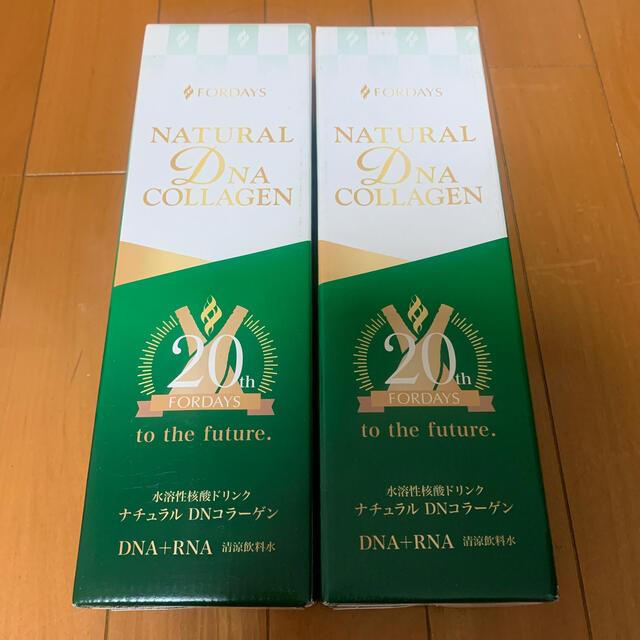 FORDAYS
NATURAL
DNA
COLLAGEN
20th
FORDAYS
to the future.
水溶性核酸ドリンク
ナチュラル DNコラーゲン
DNA+RNA 清涼飲料水
FORDAYS
NATURAL
DNA
COLLAGEN
20th
FORDAYS
to the future.
水溶性核酸ドリンク
ナチュラル DNコラーゲン
DNA+RNA 清涼飲料水